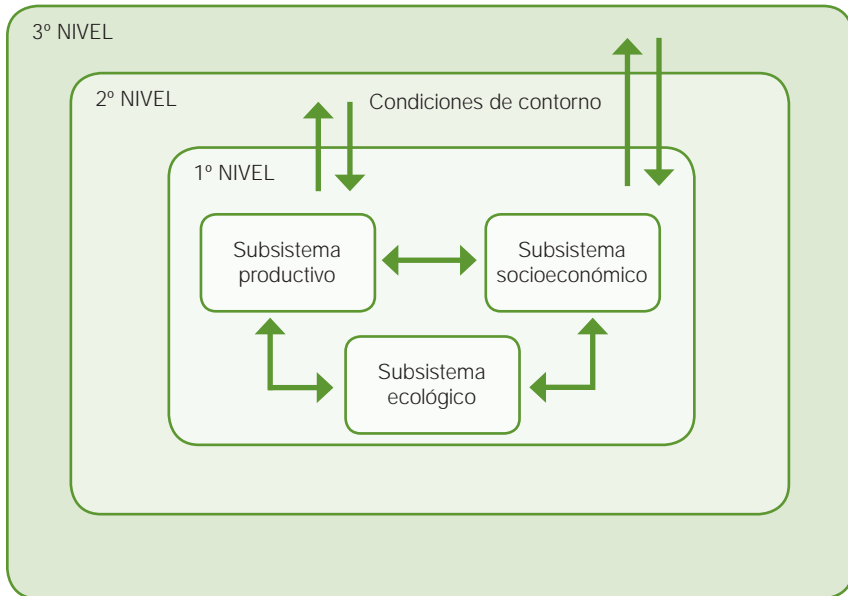 3º NIVEL
2º NIVEL
Condiciones de contorno
1º NIVEL
Subsistema
productivo
Subsistema
socioeconómico
Subsistema
ecológico